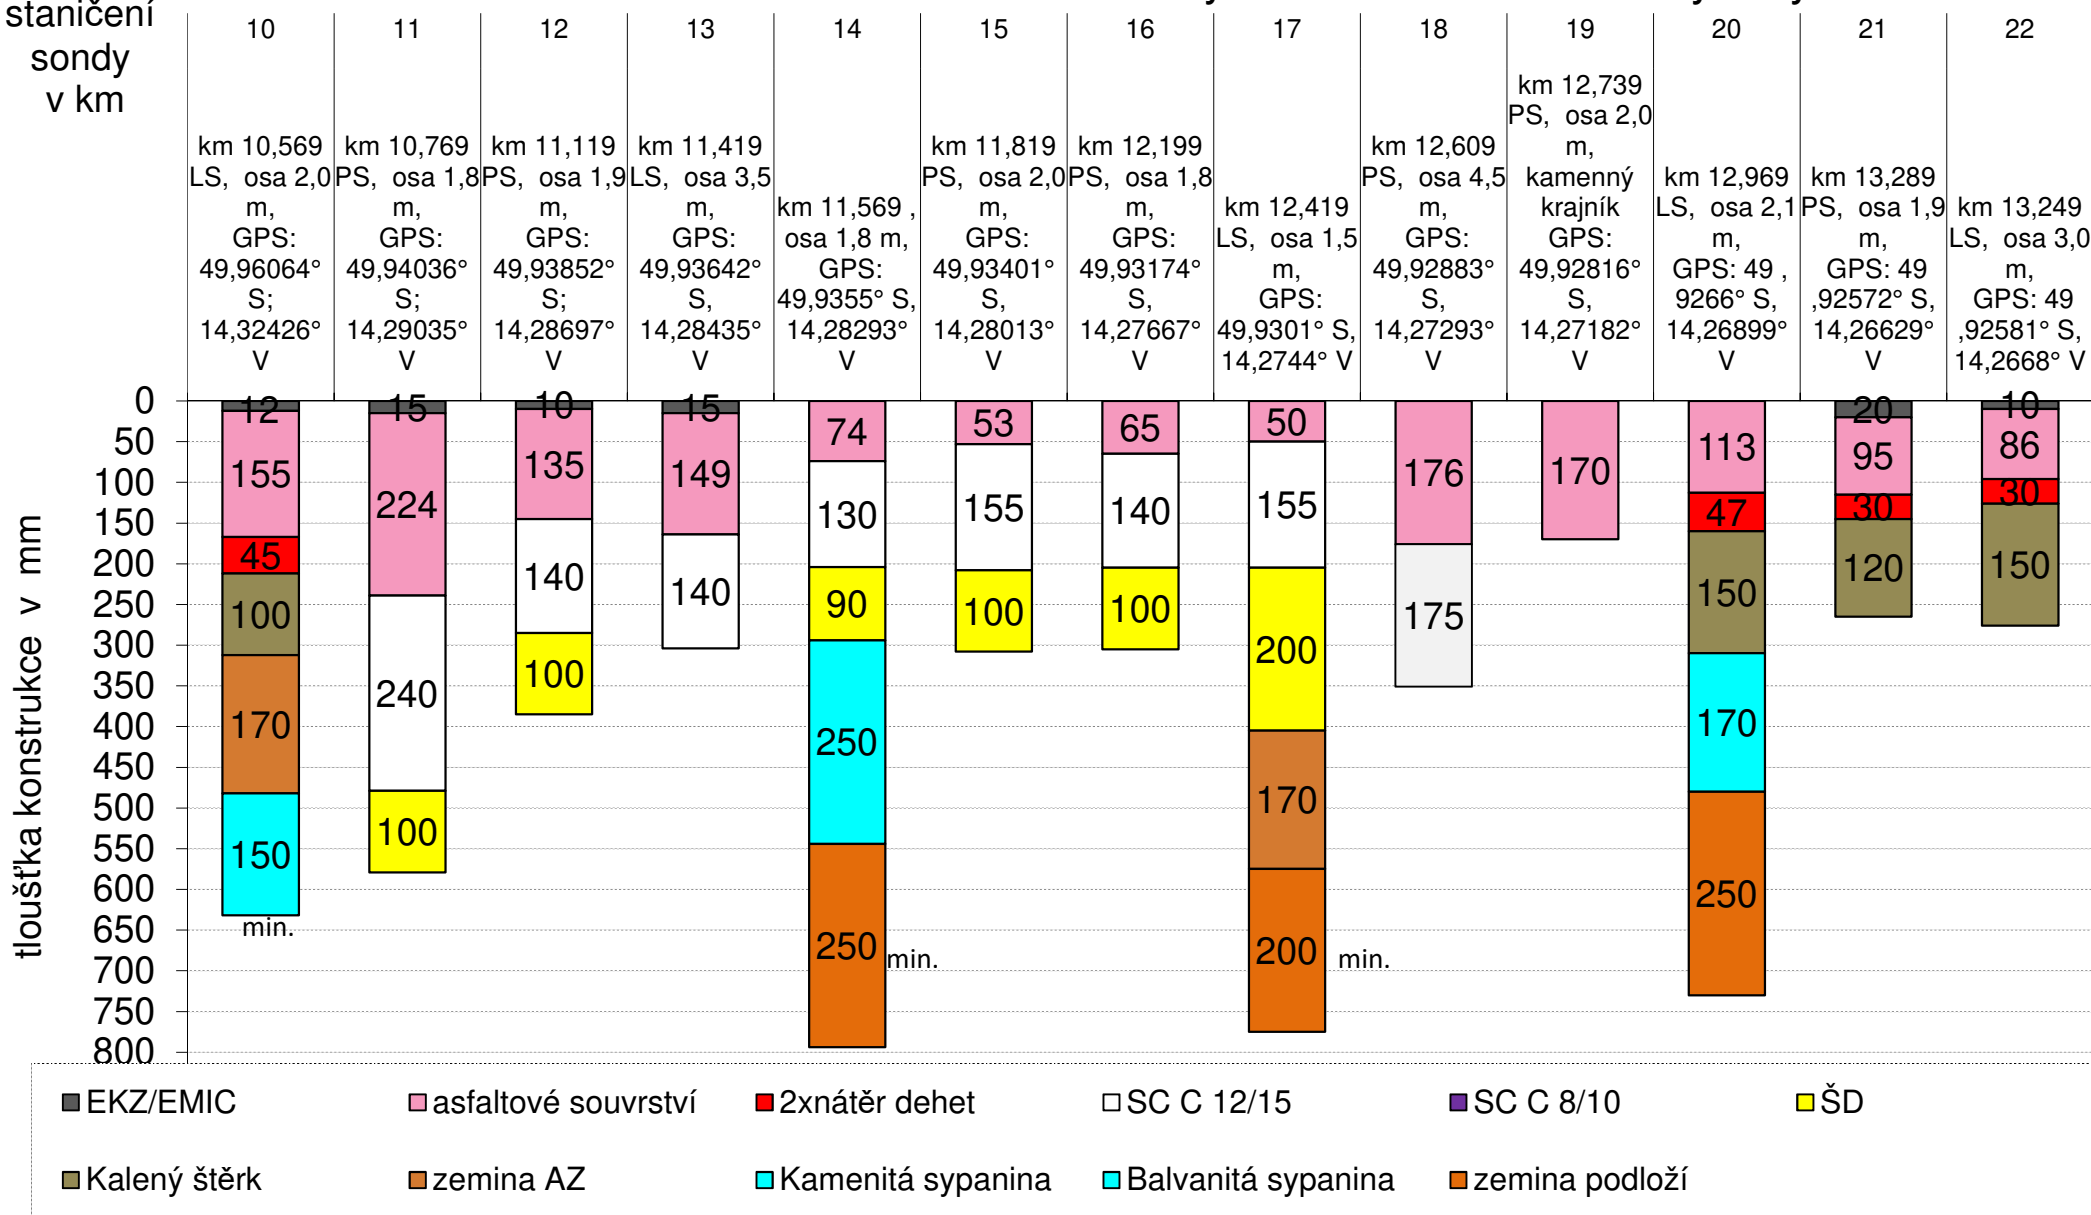 staničení
sondy
v km
10 11 12 13 14 15 16 17 18 19 20 21 22
km 10,569
LS, osa 2,0
m,
GPS:
49,96064°
S;
14,32426°
V
km 10,769
PS, osa 1,8
m,
GPS:
49,94036°
S;
14,29035°
V
km 11,119
PS, osa 1,9
m,
GPS:
49,93852°
S;
14,28697°
V
km 11,419
LS, osa 3,5
m,
GPS:
49,93642°
S,
14,28435°
V
km 11,569 ,
osa 1,8 m,
GPS:
49,9355° S,
14,28293°
V
km 11,819
PS, osa 2,0
m,
GPS:
49,93401°
S,
14,28013°
V
km 12,199
PS, osa 1,8
m,
GPS:
49,93174°
S,
14,27667°
V
km 12,419
LS, osa 1,5
m,
GPS:
49,9301° S,
14,2744° V
km 12,609
PS, osa 4,5
m,
GPS:
49,92883°
S,
14,27293°
V
km 12,739
PS, osa 2,0
m,
kamenný
krajník
GPS:
49,92816°
S,
14,27182°
V
km 12,969
LS, osa 2,1
m,
GPS: 49 ,
9266° S,
14,26899°
V
km 13,289
PS, osa 1,9
m,
GPS: 49
,92572° S,
14,26629°
V
km 13,249
LS, osa 3,0
m,
GPS: 49
,92581° S,
14,2668° V
tloušťka konstrukce v mm
0
50
100
150
200
250
300
350
400
450
500
550
600
650
700
750
800
12
155
45
100
170
150
min.
15
224
240
100
10
135
140
100
15
149
140
74
130
90
250
250
min.
53
155
100
65
140
100
50
155
200
170
200
min.
176
175
170
113
47
150
170
250
20
95
30
120
10
86
30
150
EKZ/EMIC asfaltové souvrství 2xnátěr dehet SC C 12/15 SC C 8/10 ŠD
Kalený štěrk zemina AZ Kamenitá sypanina Balvanitá sypanina zemina podloží